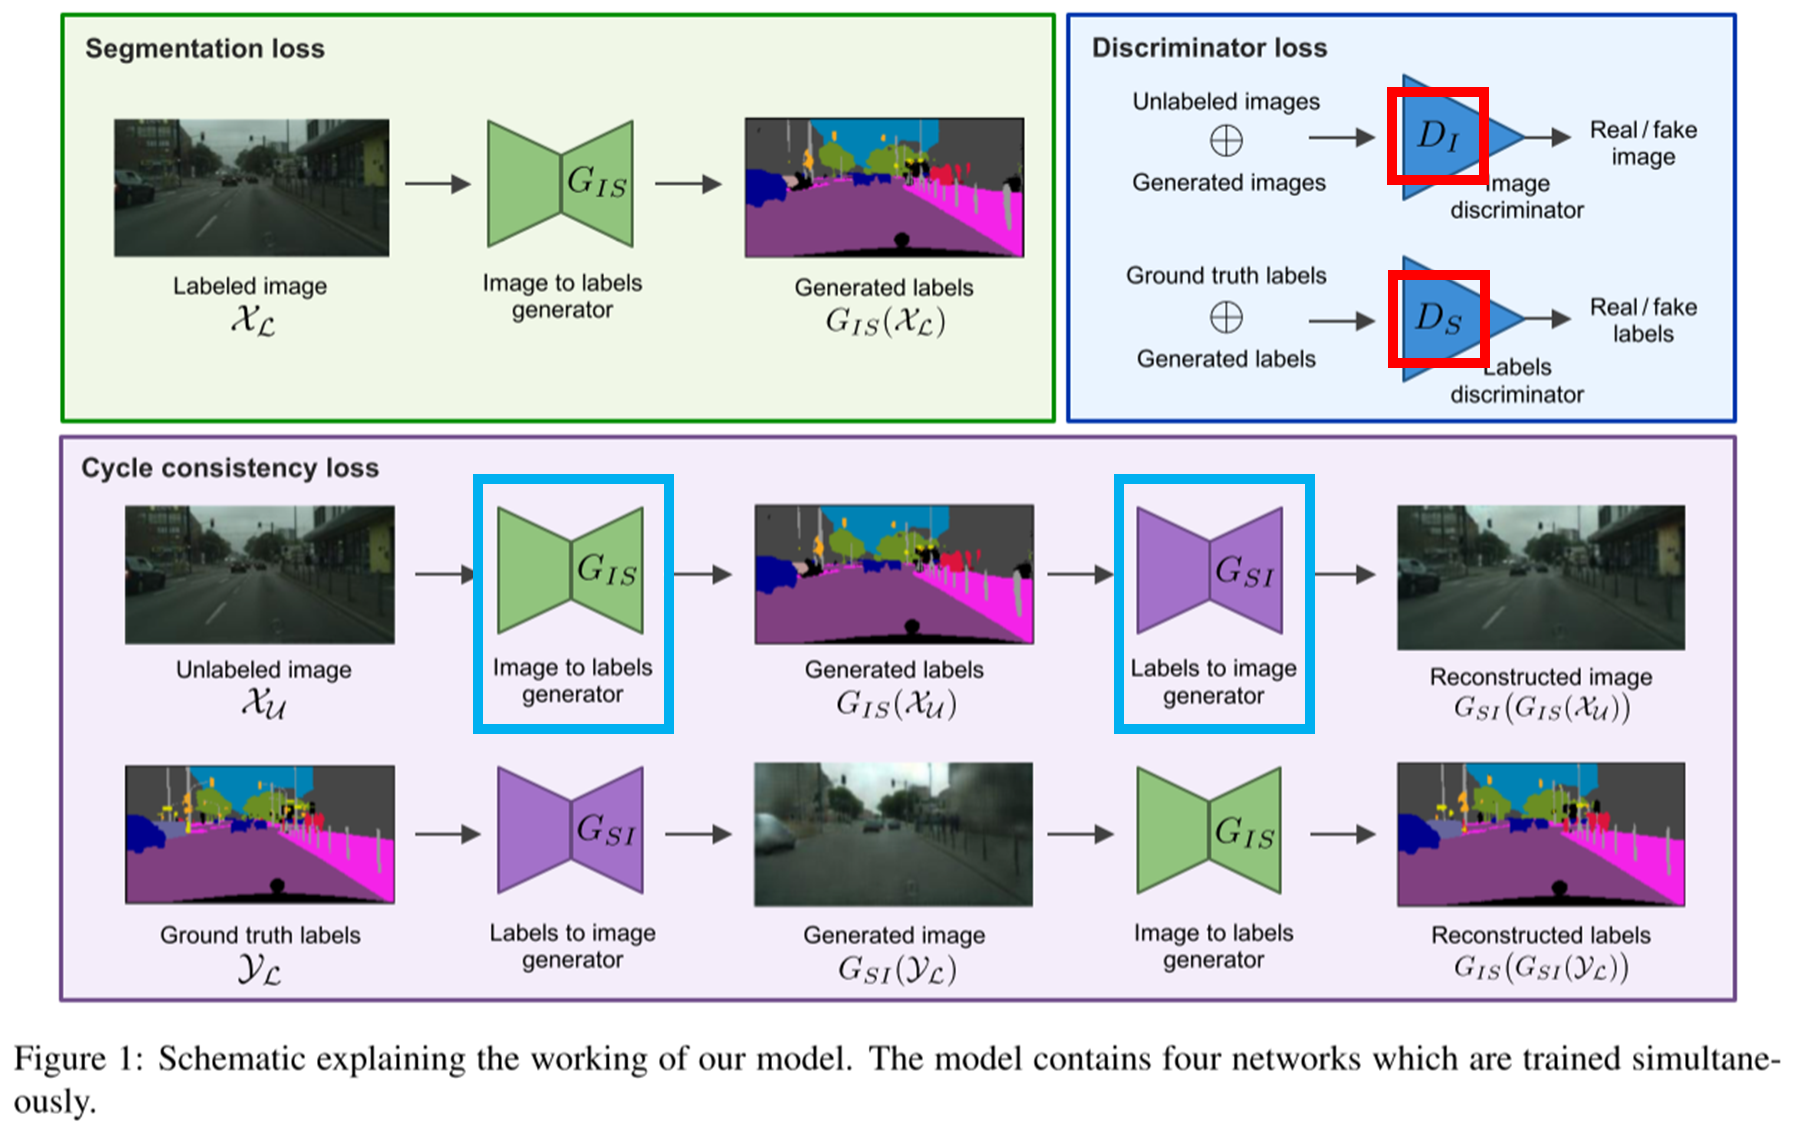 Segmentation loss
G_{IS}
Labeled image
\mathcal{X}_\mathcal{L}
Image to labels
generator
Generated labels
G_{IS}(\mathcal{X}_\mathcal{L})
Discriminator loss
Unlabeled images
⊕
Generated images
D_I
Image
discriminator
Real / fake
image
Ground truth labels
⊕
Generated labels
D_S
Labels
discriminator
Real / fake
labels
Cycle consistency loss
G_{IS}
G_{SI}
Unlabeled image
\mathcal{X}_\mathcal{U}
Image to labels
generator
Generated labels
G_{IS}(\mathcal{X}_\mathcal{U})
Labels to image
generator
Reconstructed image
G_{SI}(G_{IS}(\mathcal{X}_\mathcal{U}))
G_{SI}
G_{IS}
Ground truth labels
\mathcal{Y}_\mathcal{L}
Labels to image
generator
Generated image
G_{SI}(\mathcal{Y}_\mathcal{L})
Image to labels
generator
Reconstructed labels
G_{IS}(G_{SI}(\mathcal{Y}_\mathcal{L}))
Figure 1: Schematic explaining the working of our model. The model contains four networks which are trained simultane-
ously.